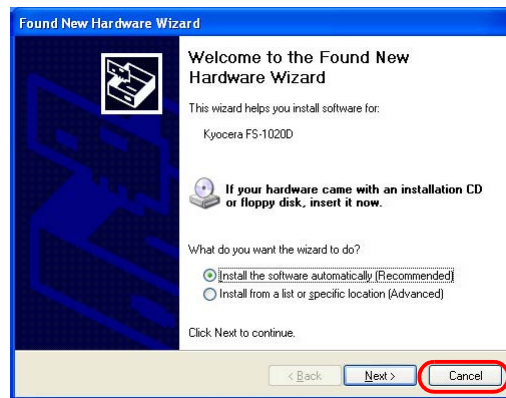 Found New Hardware Wizard
Welcome to the Found New
Hardware Wizard
This wizard helps you install software for:
Kyocera FS-1020D
If your hardware came with an installation CD
or floppy disk, insert it now.
What do you want the wizard to do?
Install the software automatically (Recommended)
Install from a list or specific location (Advanced)
Click Next to continue.
< Back Next > Cancel